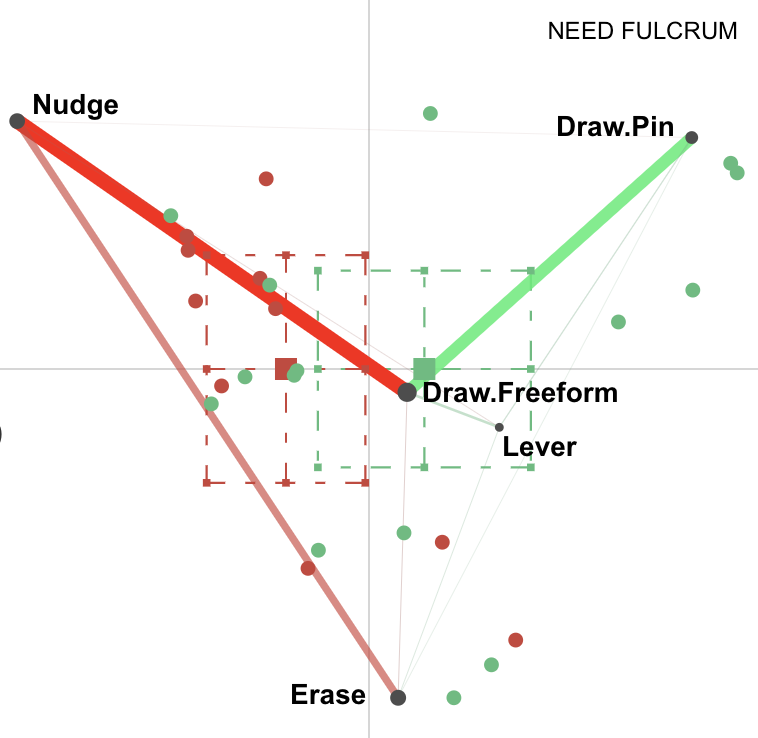 NEED FULCRUM
Nudge
Draw.Pin
Draw.Freeform
Lever
Erase